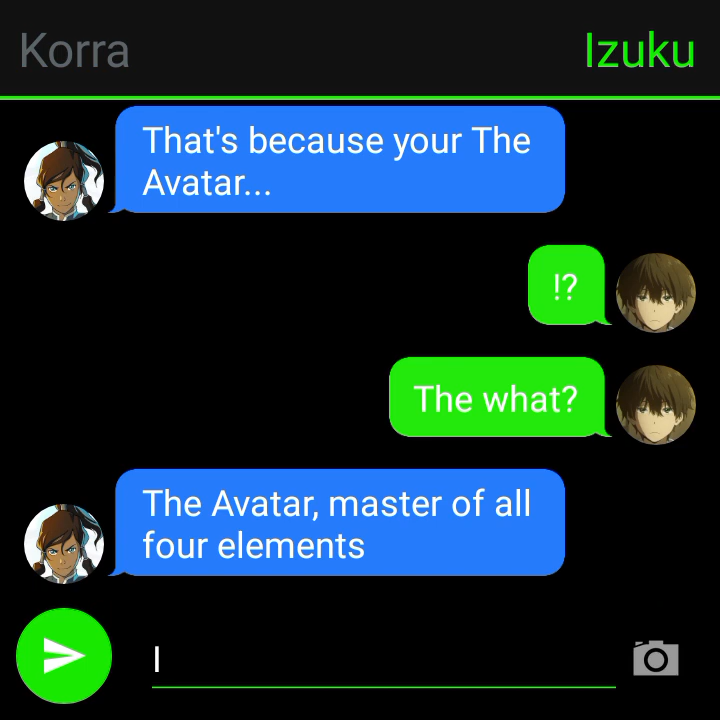 Korra Izuku
That's because your The
Avatar...
!?
The what?
The Avatar, master of all
four elements